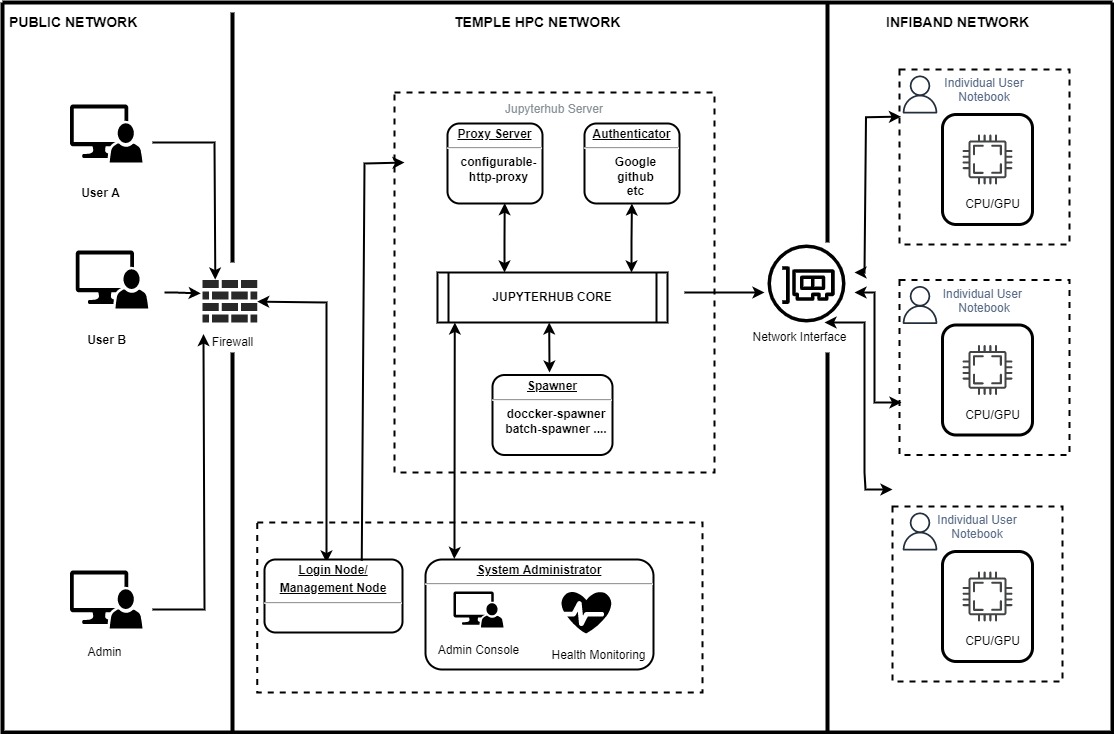 PUBLIC NETWORK
TEMPLE HPC NETWORK
INFIBAND NETWORK
User A
User B
Admin
Firewall
Jupyterhub Server
Proxy Server
configurable-
http-proxy
Authenticator
Google
github
etc
JUPYTERHUB CORE
Spawner
doccker-spawner
batch-spawner ....
Login Node/
Management Node
System Administrator
Admin Console
Health Monitoring
Network Interface
Individual User
Notebook
CPU/GPU
Individual User
Notebook
CPU/GPU
Individual User
Notebook
CPU/GPU